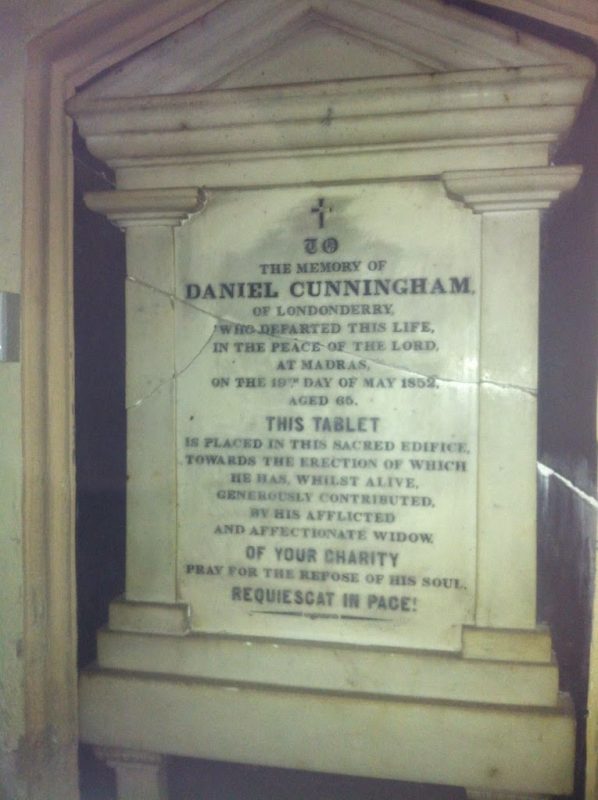 TO
THE MEMORY OF
DANIEL CUNNINGHAM,
OF LONDONDERRY,
WHO DEPARTED THIS LIFE,
IN THE PEACE OF THE LORD,
AT MADRAS,
ON THE 19TH DAY OF MAY 1852,
AGED 65.
THIS TABLET
IS PLACED IN THIS SACRED EDIFICE,
TOWARDS THE ERECTION OF WHICH
HE HAS, WHILST ALIVE,
GENEROUSLY CONTRIBUTED,
BY HIS AFFLICTED
AND AFFECTIONATE WIDOW.
OF YOUR CHARITY
PRAY FOR THE REPOSE OF HIS SOUL,
REQUIESCAT IN PACE!